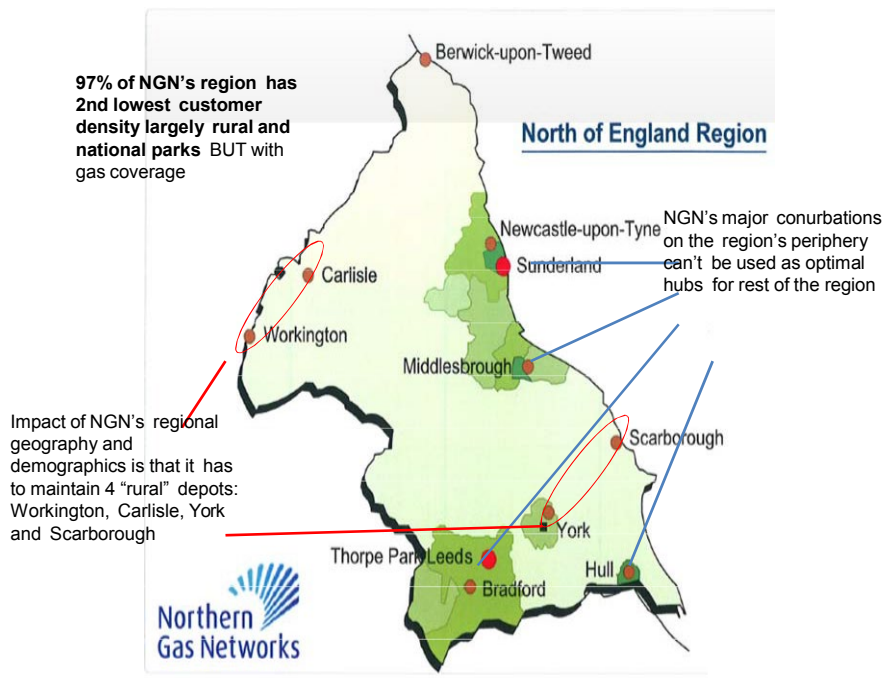 Berwick-upon-Tweed
97% of NGN's region has
2nd lowest customer
density largely rural and
national parks BUT with
gas coverage
North of England Region
Newcastle-upon-Tyne
Sunderland
NGN's major conurbations
on the region's periphery
can't be used as optimal
hubs for rest of the region
Carlisle
Workington
Middlesbrough
Impact of NGN's regional
geography and
demographics is that it has
to maintain 4 “rural” depots:
Workington, Carlisle, York
and Scarborough
Scarborough
York
Thorpe Park Leeds
Bradford
Hull
Northern
Gas Networks